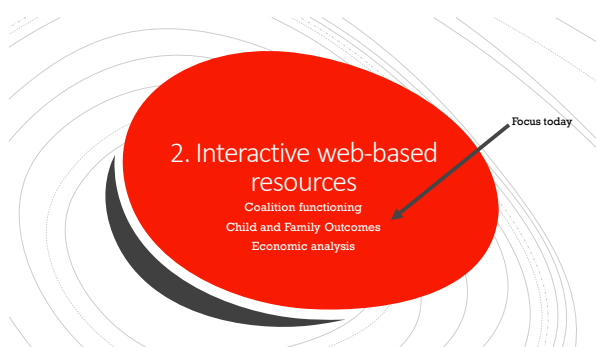 Focus today
2. Interactive web-based
resources
Coalition functioning
Child and Family Outcomes
Economic analysis